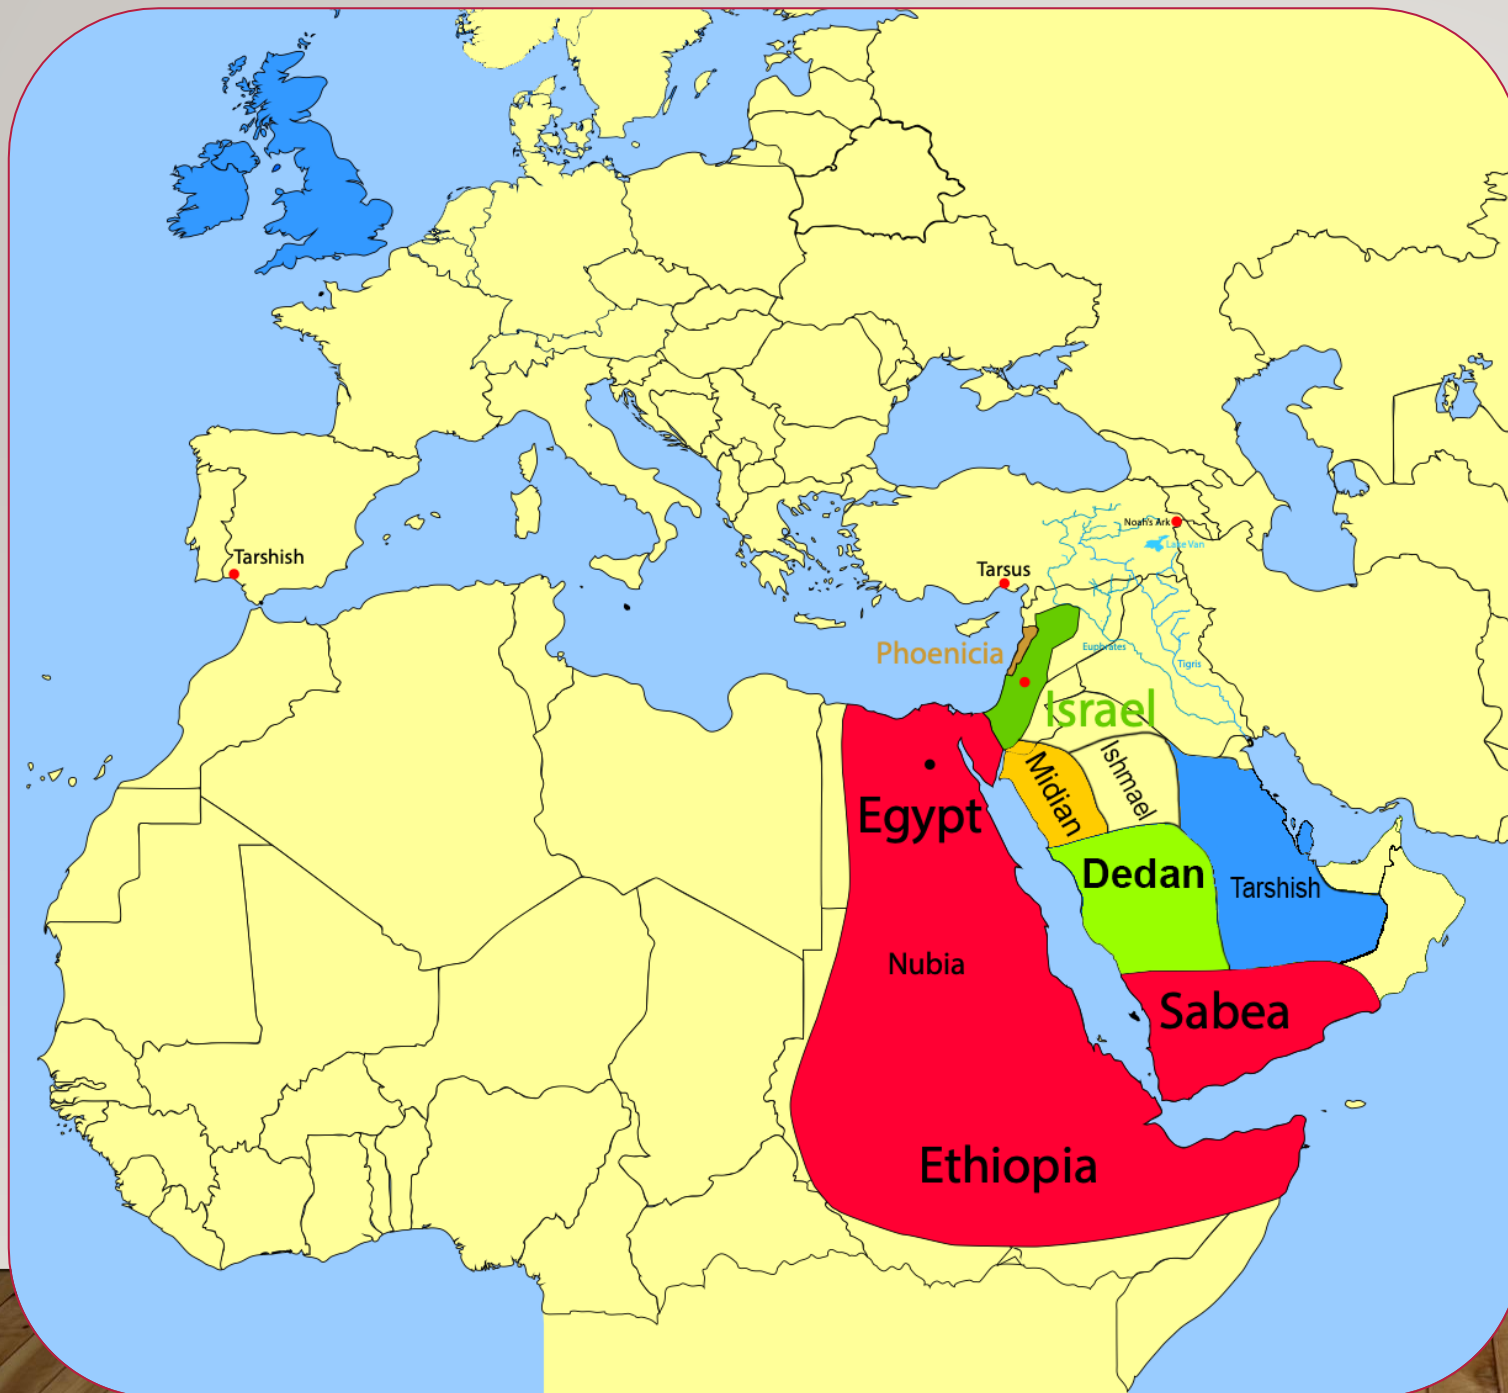 Noah's Ark
Lake Van
Tarshish
Tarsus
Phoenicia
Euphrates
Tigris
Israel
Midian
Ishmael
Egypt
Dedan
Tarshish
Nubia
Sabea
Ethiopia